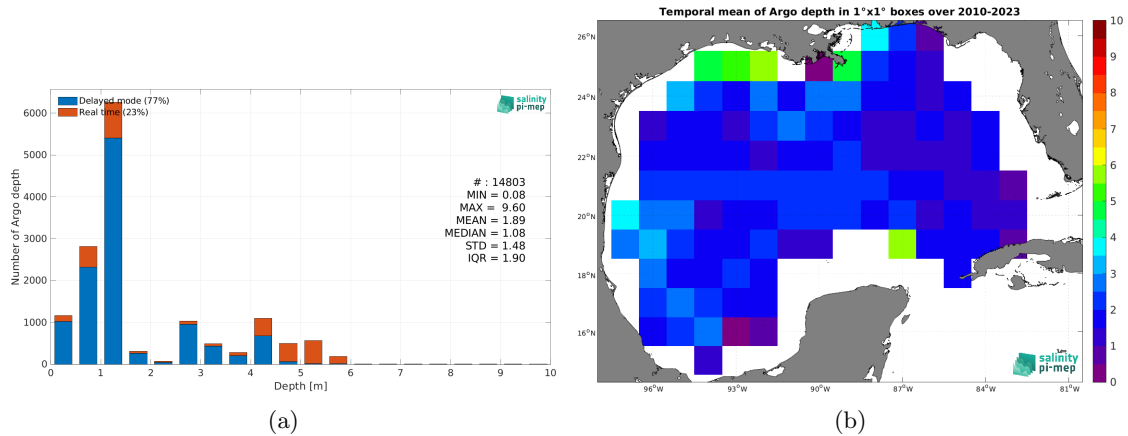 Temporal mean of Argo depth in 1°x1° boxes over 2010-2023
Delayed mode (77%)
Real time (23%)
salinity
pi-mep
# : 14803
MIN = 0.08
MAX = 9.60
MEAN = 1.89
MEDIAN = 1.08
STD = 1.48
IQR = 1.90
Number of Argo depth
6000
5000
4000
3000
2000
1000
0
0 1 2 3 4 5 6 7 8 9 10
Depth [m]
(a)
26°N
24°N
22°N
20°N
18°N
16°N
96°W 93°W 90°W 87°W 84°W 81°W
salinity
pi-mep
10
9
8
7
6
5
4
3
2
1
0
(b)